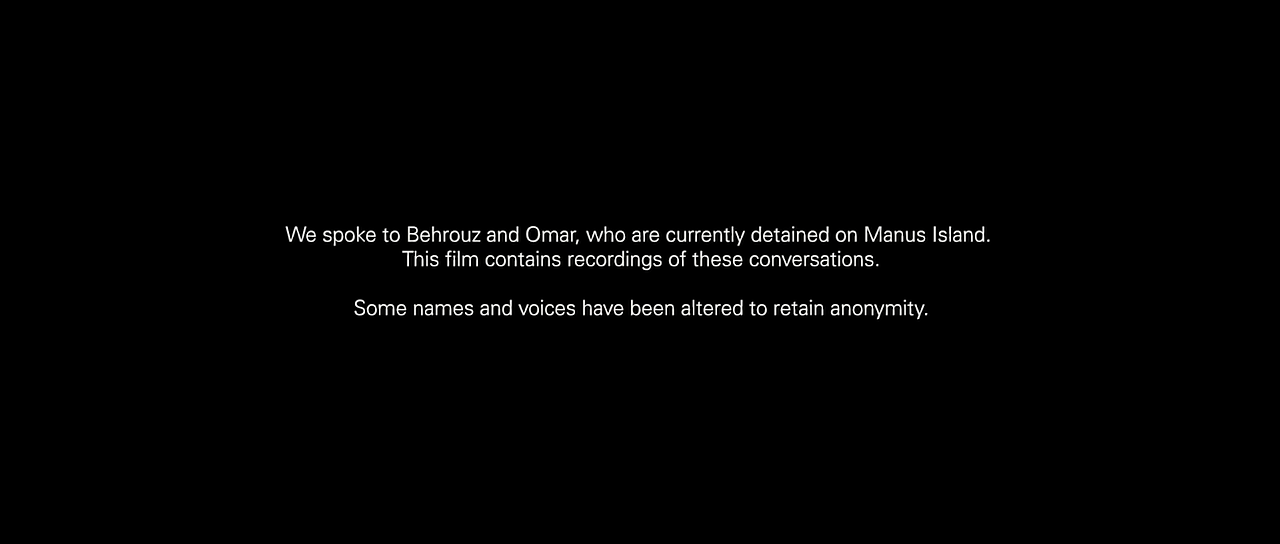 We spoke to Behrouz and Omar, who are currently detained on Manus Island.
This film contains recordings of these conversations.
Some names and voices have been altered to retain anonymity.